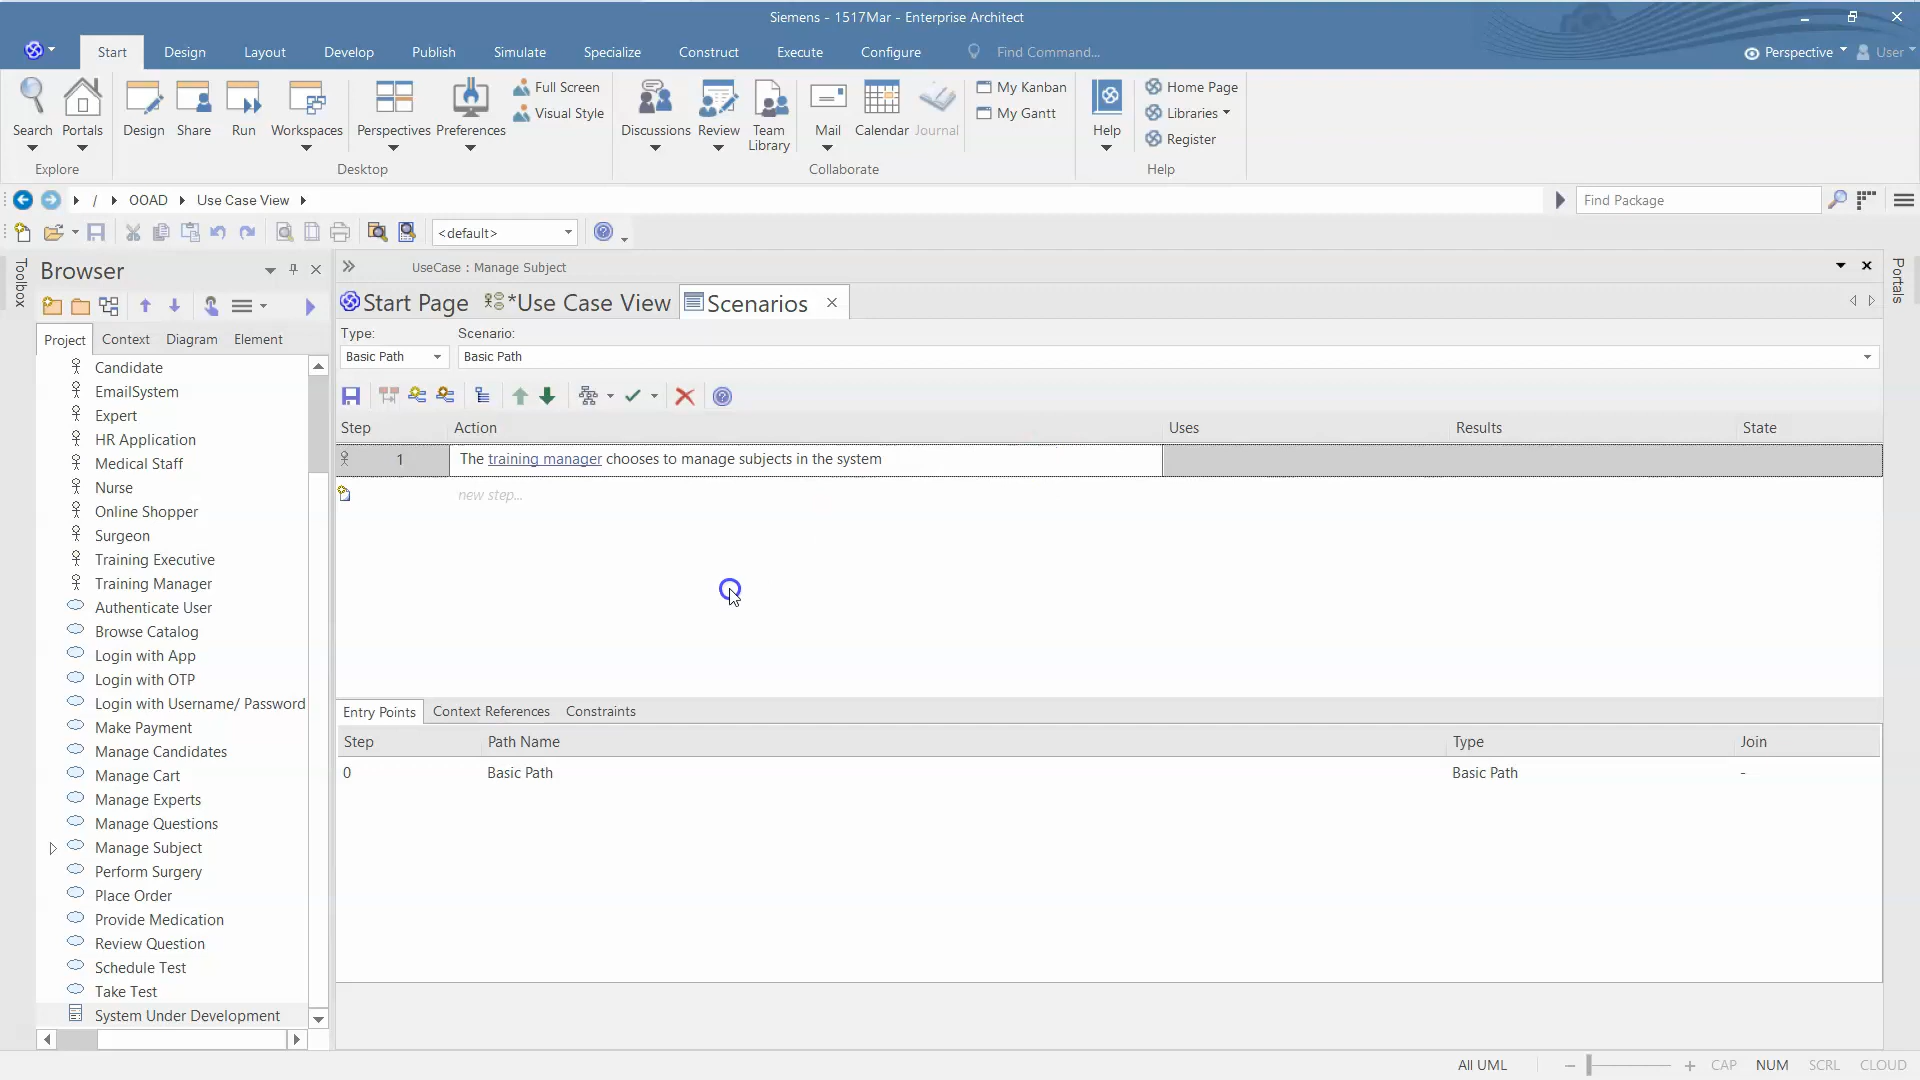 Siemens - 1517Mar - Enterprise Architect
Start
Design
Layout
Develop
Publish
Simulate
Specialize
Construct
Execute
Configure
Find Command...
Perspective
User
Search
Portals
Explore
Design
Share
Run
Workspaces
Perspectives
Preferences
Full Screen
Visual Style
Desktop
Discussions
Review
Team
Library
Mail
Calendar
Journal
Collaborate
My Kanban
My Gantt
Help
Home Page
Libraries
Register
Help
/
OOAD
Use Case View
Find Package
<default>
Toolbox
Browser
Project
Context
Diagram
Element
Candidate
EmailSystem
Expert
HR Application
Medical Staff
Nurse
Online Shopper
Surgeon
Training Executive
Training Manager
Authenticate User
Browse Catalog
Login with App
Login with OTP
Login with Username/ Password
Make Payment
Manage Candidates
Manage Cart
Manage Experts
Manage Questions
Manage Subject
Perform Surgery
Place Order
Provide Medication
Review Question
Schedule Test
Take Test
System Under Development
UseCase : Manage Subject
Start Page
*Use Case View
Scenarios
Type:
Scenario:
Basic Path
Basic Path
Step
Action
Uses
Results
State
1
The training manager chooses to manage subjects in the system
new step...
Entry Points
Context References
Constraints
Step
Path Name
Type
Join
0
Basic Path
Basic Path
-
Portals
All UML
CAP
NUM
SCRL
CLOUD